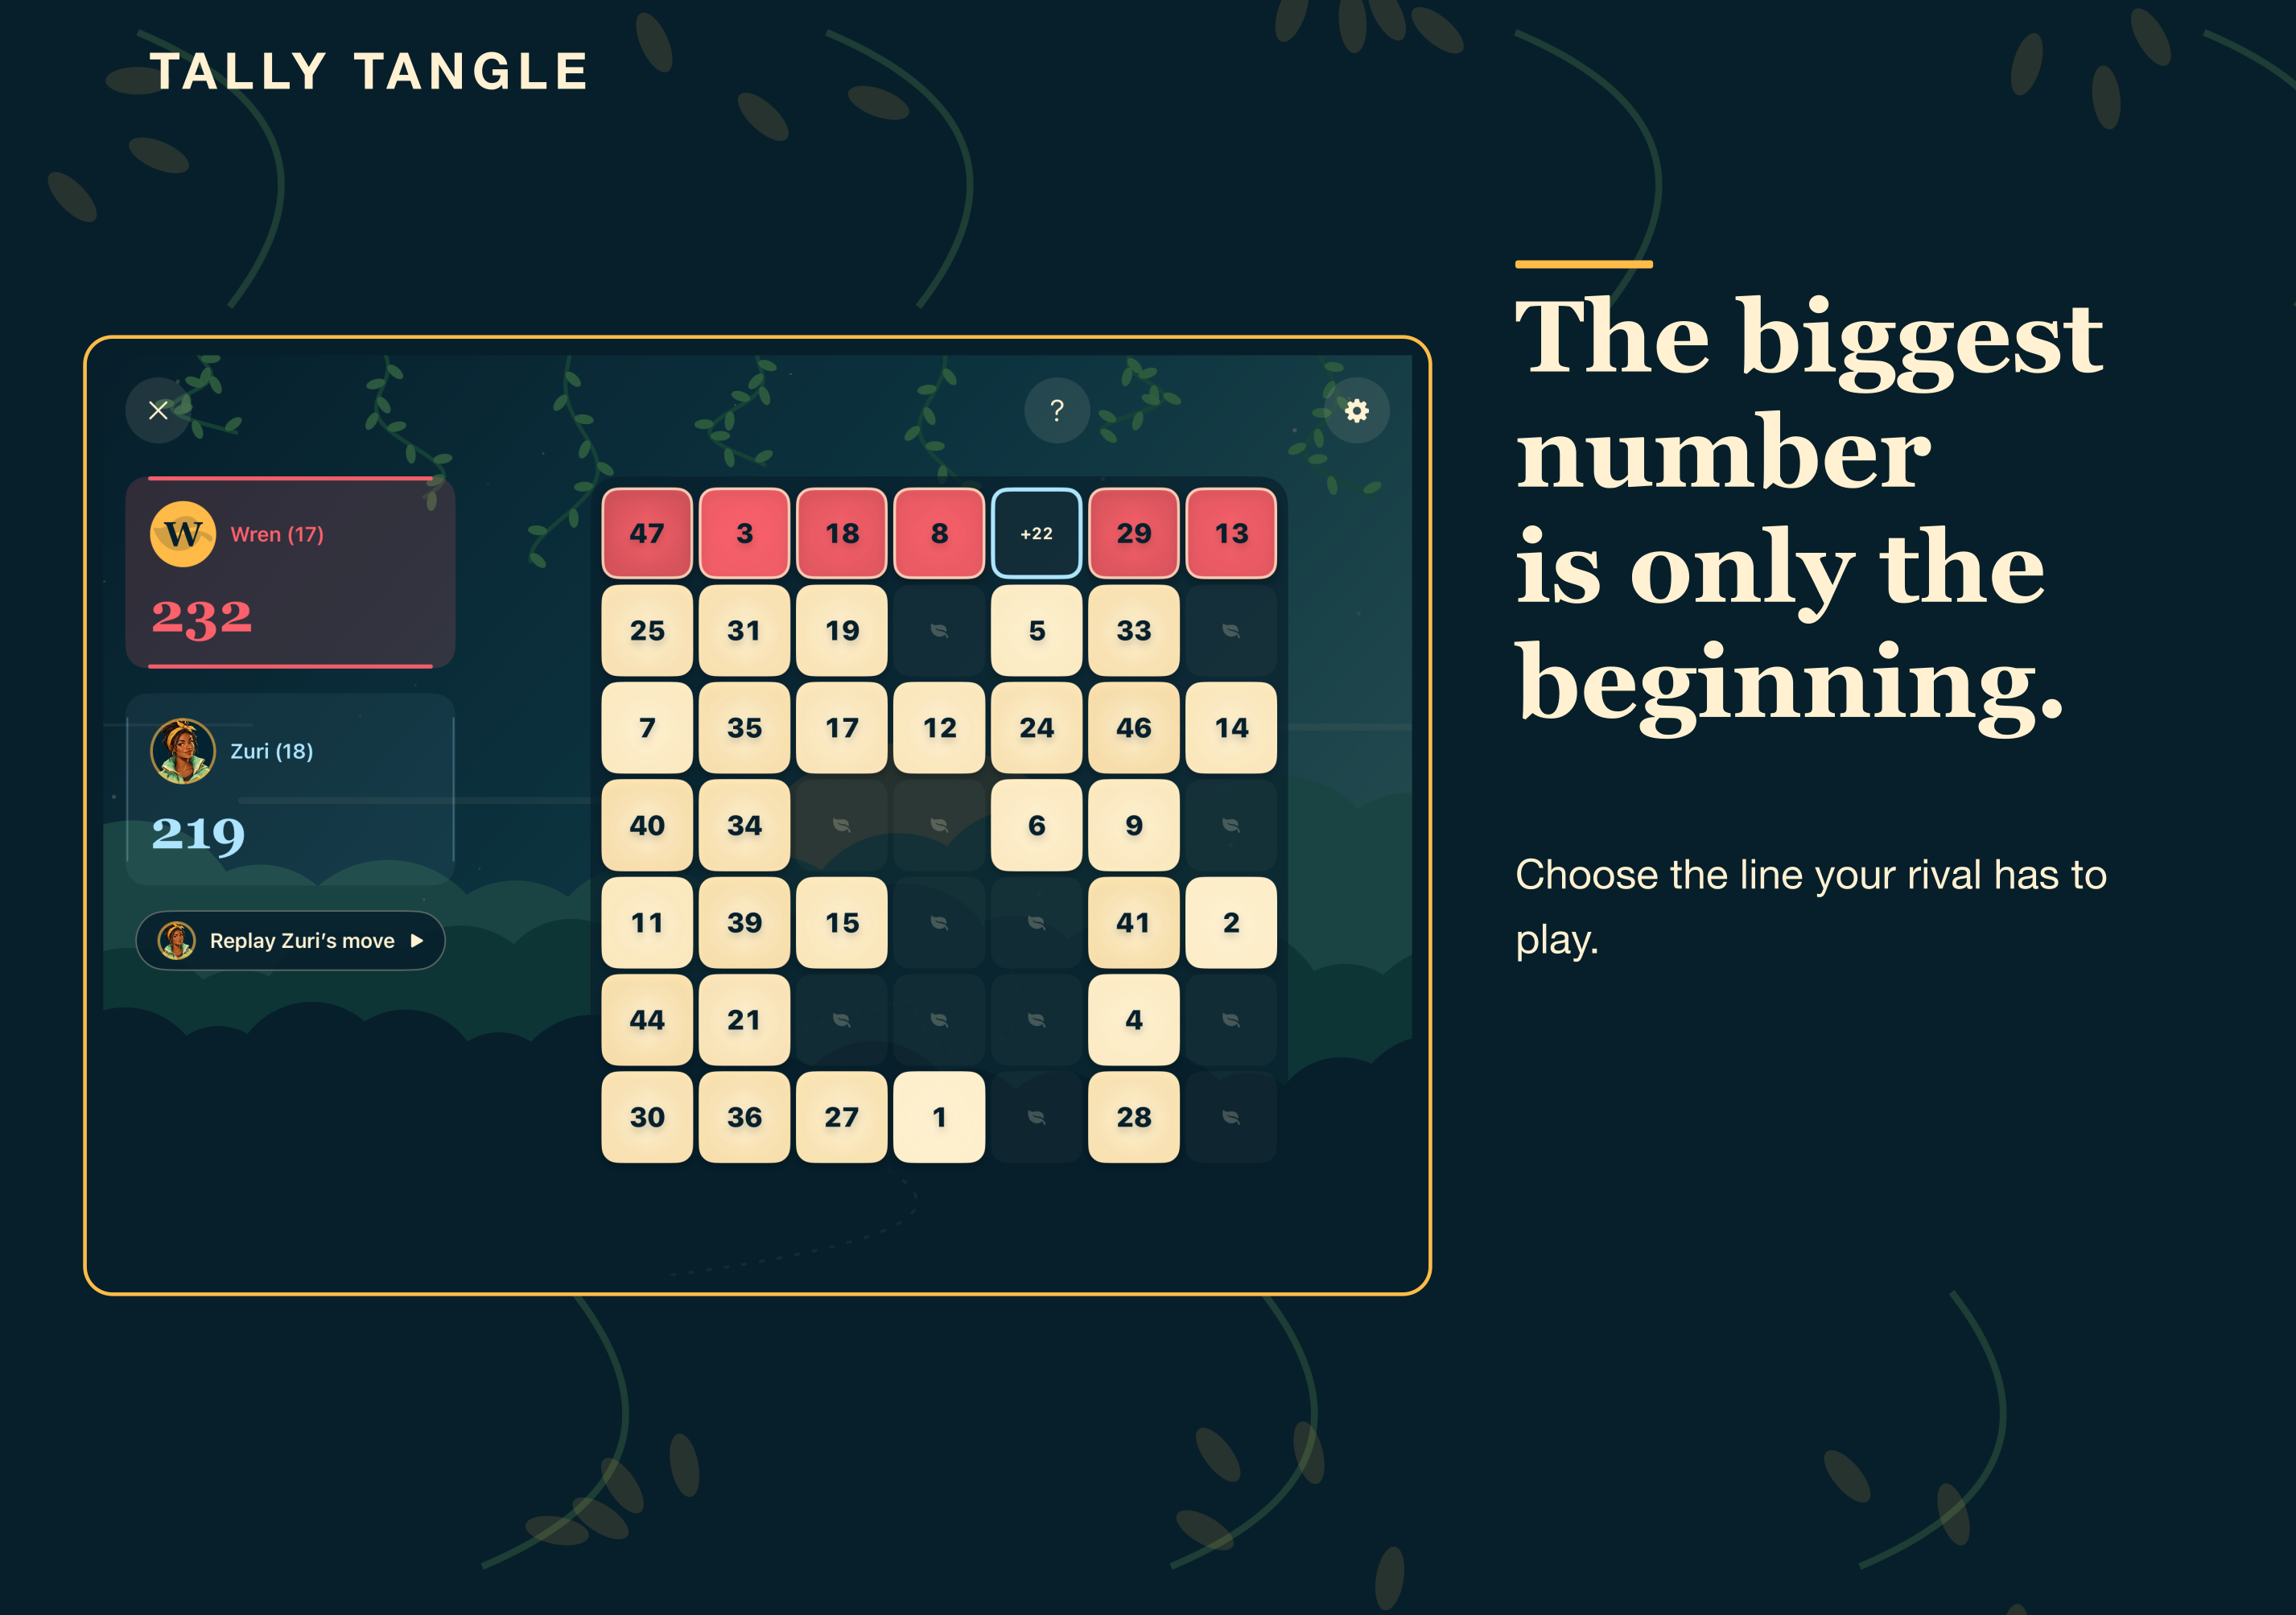 TALLY TANGLE
The biggest
number
is only the
beginning.
Choose the line your rival has to
play.
?
W
Wren (17)
232
Zuri (18)
219
Replay Zuri’s move
47 3 18 8 +22 29 13
25 31 19 5 33
7 35 17 12 24 46 14
40 34 6 9
11 39 15 41 2
44 21 4
30 36 27 1 28